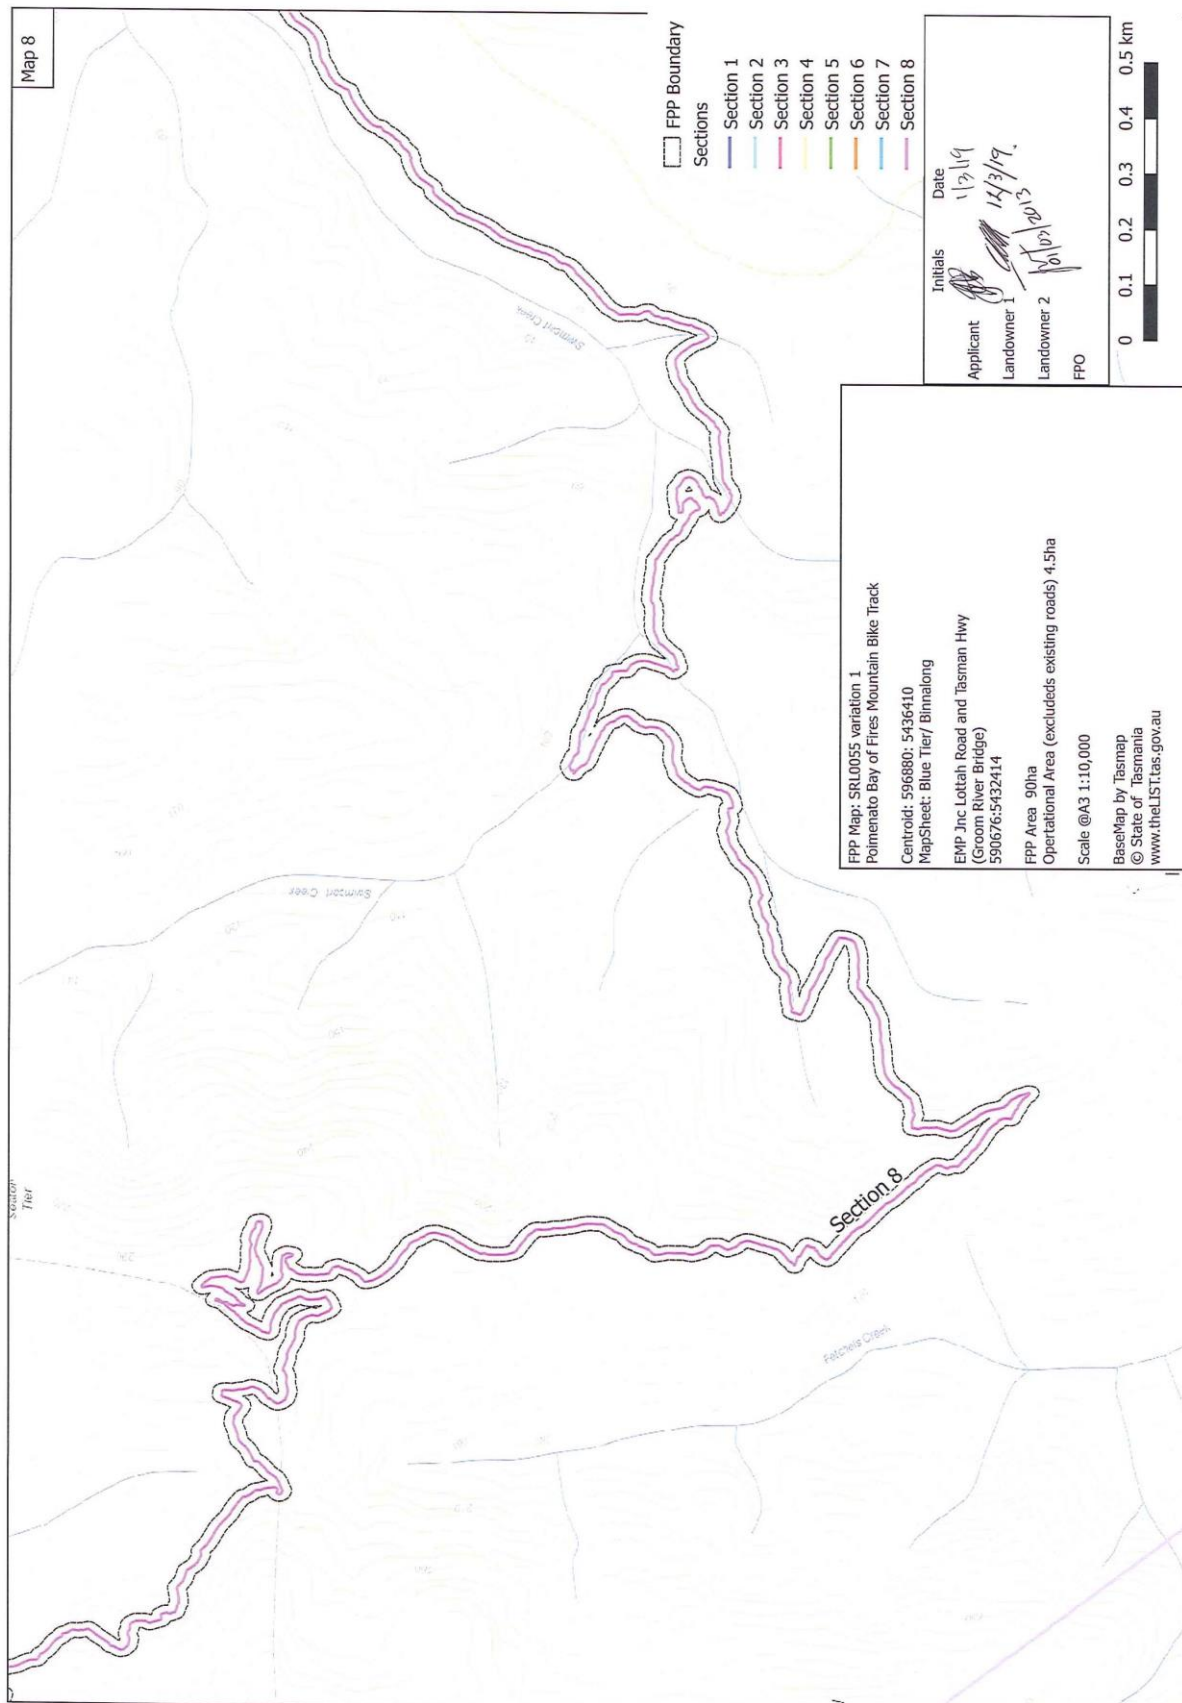 Map 8
Tier
Section 8
Petchels Creek
FPP Boundary
Sections
Section 1
Section 2
Section 3
Section 4
Section 5
Section 6
Section 7
Section 8
FPP Map: SRL0055 variation 1
Poimenato Bay of Fires Mountain Bike Track
Centroid: 596880: 5436410
MapSheet: Blue Tier/ Binnalong
EMP Jnc Lottah Road and Tasman Hwy
(Groom River Bridge)
590676:5432414
FPP Area 90ha
Opertational Area (excludeds existing roads) 4.5ha
Scale @A3 1:10,000
BaseMap by Tasmap
© State of Tasmania
www.theLIST.tas.gov.au
Initials Date
Applicant 1/3/19
Landowner 1 12/3/19.
Landowner 2
FPO
0 0.1 0.2 0.3 0.4 0.5 km